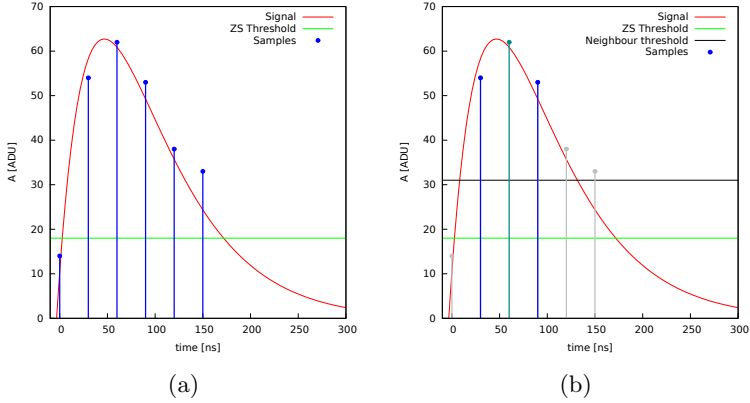 70
60
50
40
30
20
10
0
A [ADU]
0 50 100 150 200 250 300
time [ns]
Signal
ZS Threshold
Samples
(a)
70
60
50
40
30
20
10
0
A [ADU]
0 50 100 150 200 250 300
time [ns]
Signal
ZS Threshold
Neighbour threshold
Samples
(b)